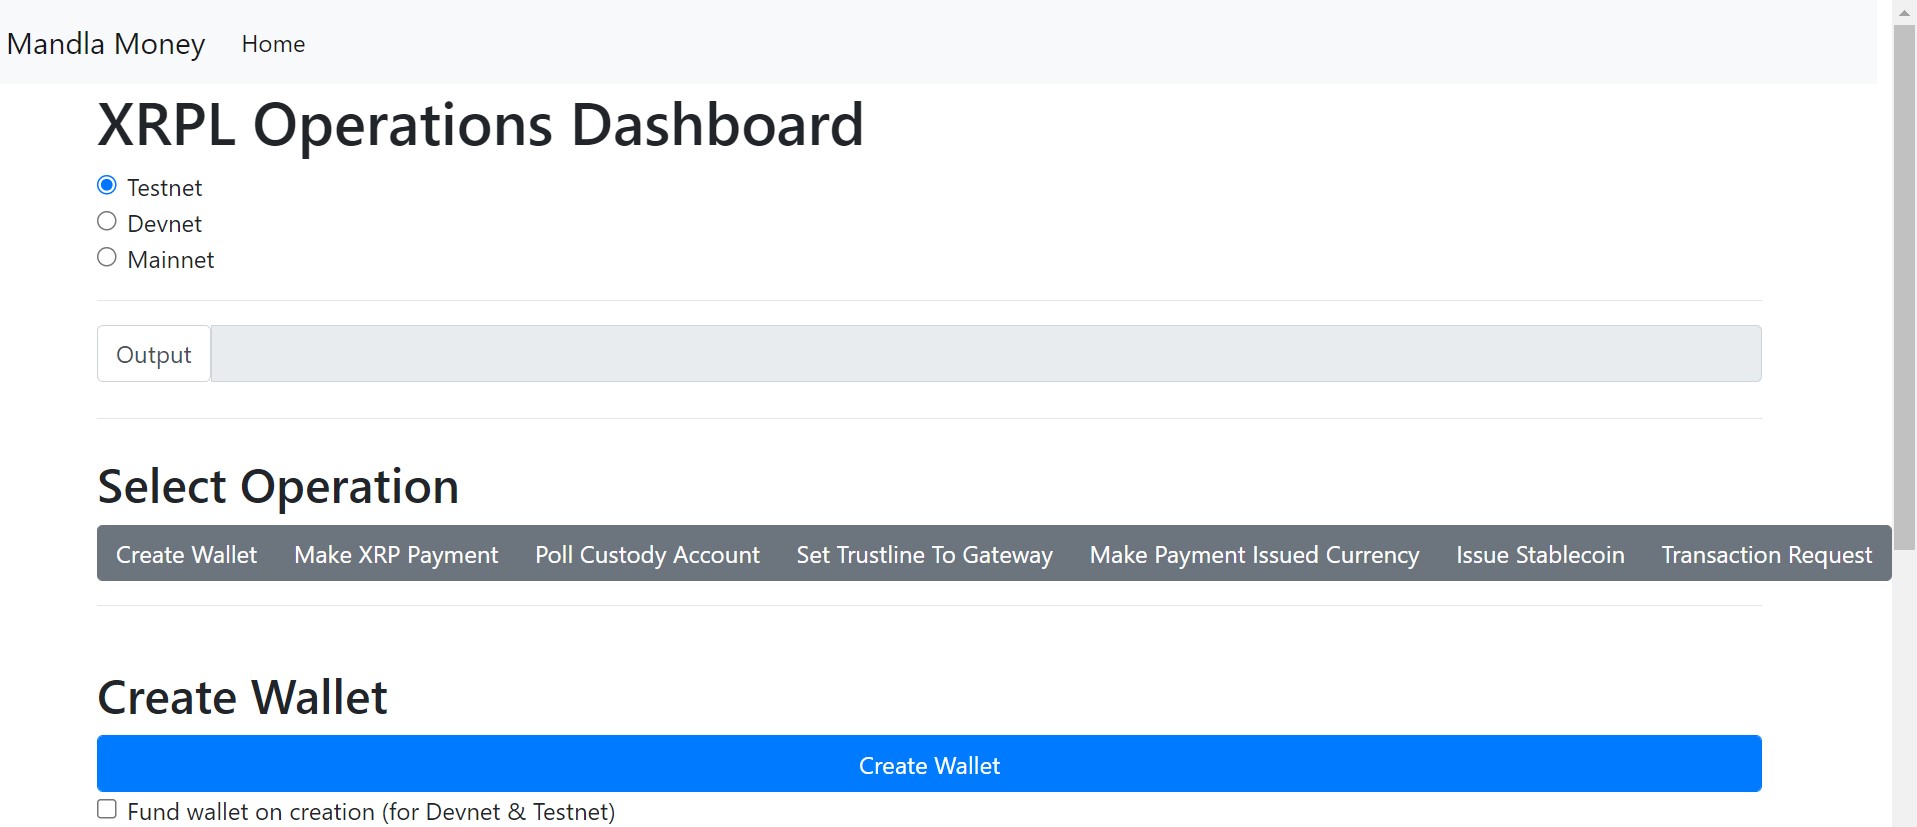 Mandla Money Home
XRPL Operations Dashboard
Testnet
Devnet
Mainnet
Output
Select Operation
Create Wallet Make XRP Payment Poll Custody Account Set Trustline To Gateway Make Payment Issued Currency Issue Stablecoin Transaction Request
Create Wallet
Create Wallet
Fund wallet on creation (for Devnet & Testnet)